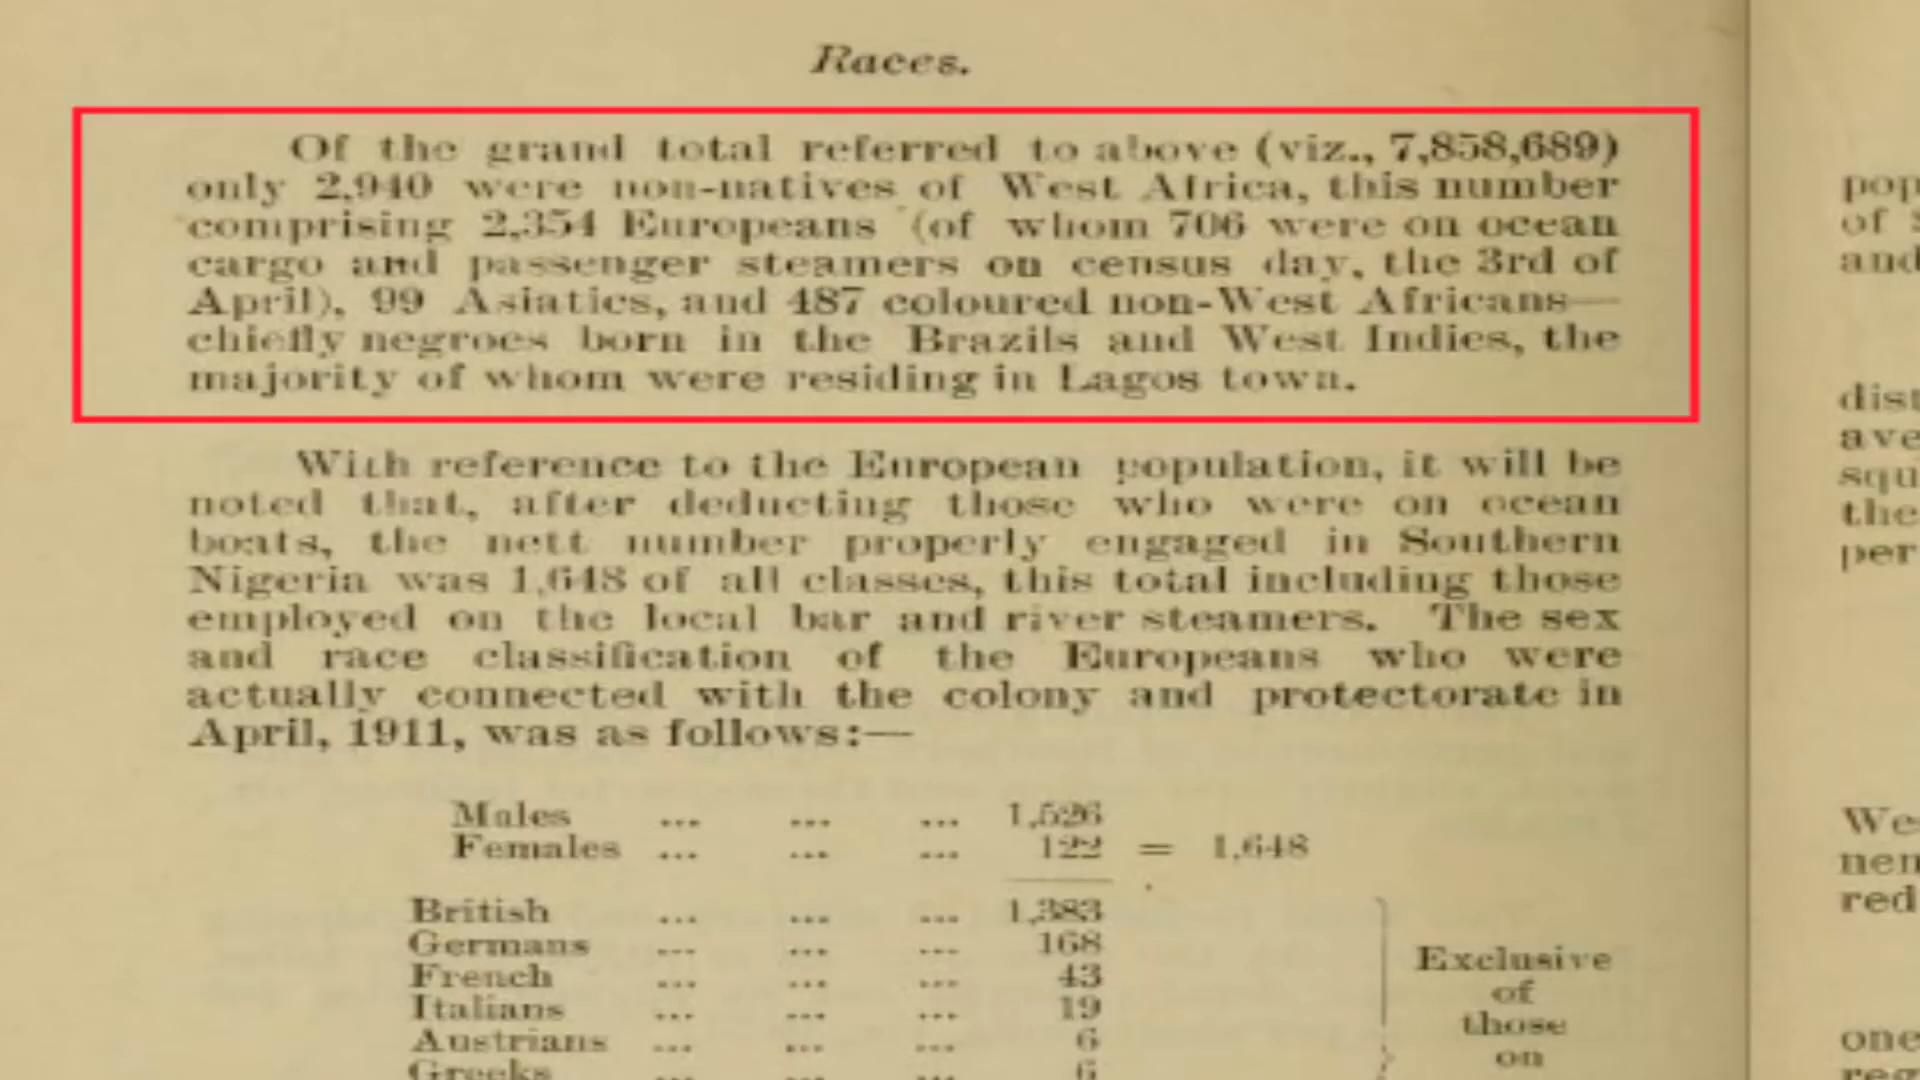 Races.
Of the grand total referred to above (viz., 7,858,689)
only 2,940 were non-natives of West Africa, this number
comprising 2,354 Europeans (of whom 706 were on ocean
cargo and passenger steamers on census day, the 3rd of
April), 99 Asiatics, and 487 coloured non-West Africans—
chiefly negroes born in the Brazils and West Indies, the
majority of whom were residing in Lagos town.
With reference to the European population, it will be
noted that, after deducting those who were on ocean
boats, the nett number properly engaged in Southern
Nigeria was 1,648 of all classes, this total including those
employed on the local bar and river steamers. The sex
and race classification of the Europeans who were
actually connected with the colony and protectorate in
April, 1911, was as follows:—
Males ... ... ... 1,526
Females ... ... ... 122 = 1,648
British ... ... ... 1,383
Germans ... ... ... 168
French ... ... ... 43
Italians ... ... ... 19
Austrians ... ... ... 6
Greeks ... ... ... 6
Exclusive
of
those
on
of
and
the
per